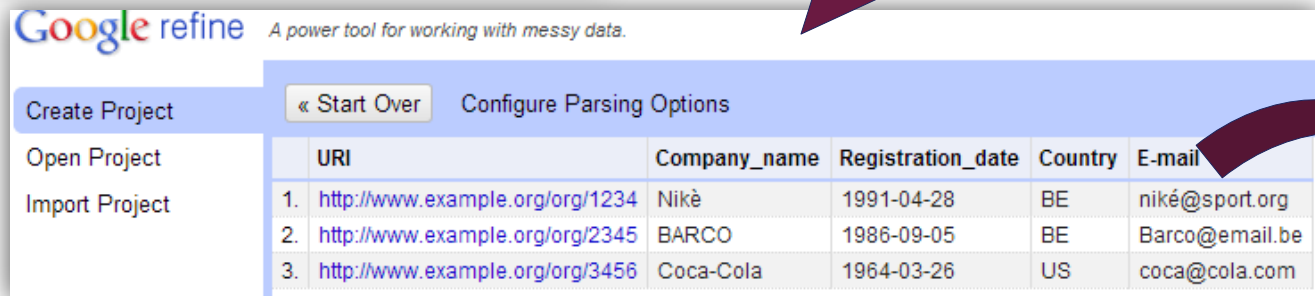 Google refine A power tool for working with messy data.
Create Project
Open Project
Import Project
« Start Over Configure Parsing Options
URI Company_name Registration_date Country E-mail
1. http://www.example.org/org/1234 Nikè 1991-04-28 BE niké@sport.org
2. http://www.example.org/org/2345 BARCO 1986-09-05 BE Barco@email.be
3. http://www.example.org/org/3456 Coca-Cola 1964-03-26 US coca@cola.com